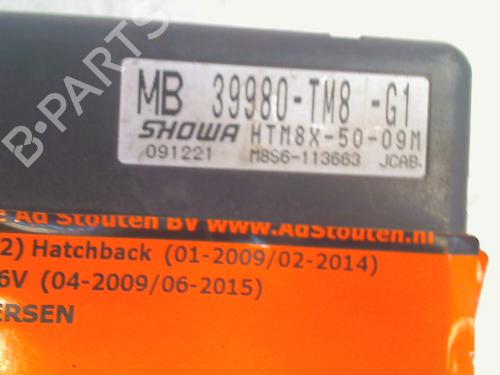 MB 39980-TM8 -G1
SHOWA HTM8X-50-09M
091221 M8S6-113663 JCAB.
e Ad Stouten BV www.AdStouten.nl
2) Hatchback (01-2009/02-2014)
6V (04-2009/06-2015)
ERSEN
B-Parts